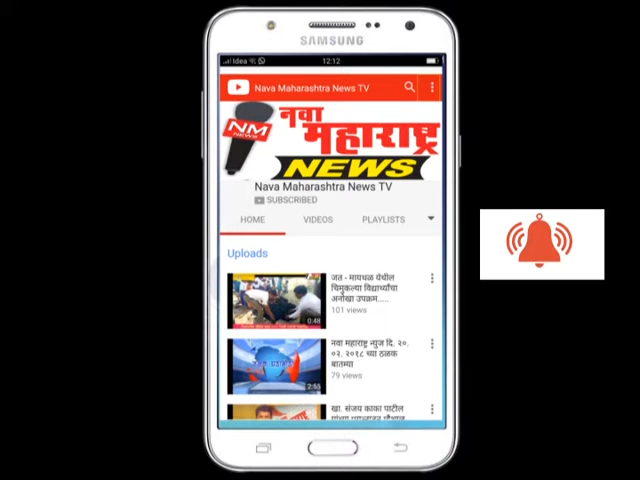 SAMSUNG
Idea 12:12
Nava Maharashtra News TV
नवा
महाराष्ट्र
NM
NEWS
NEWS
Nava Maharashtra News TV
SUBSCRIBED
HOME VIDEOS PLAYLISTS
Uploads
जत - मायथळ येथील
चिमुकल्या विद्यार्थ्यांचा
अनोखा उपक्रम.....
101 views
0:48
नवा महाराष्ट्र न्युज दि. २०.
०२. २०१८ च्या ठळक
बातम्या
79 views
2:55
खा. संजय काका पाटील